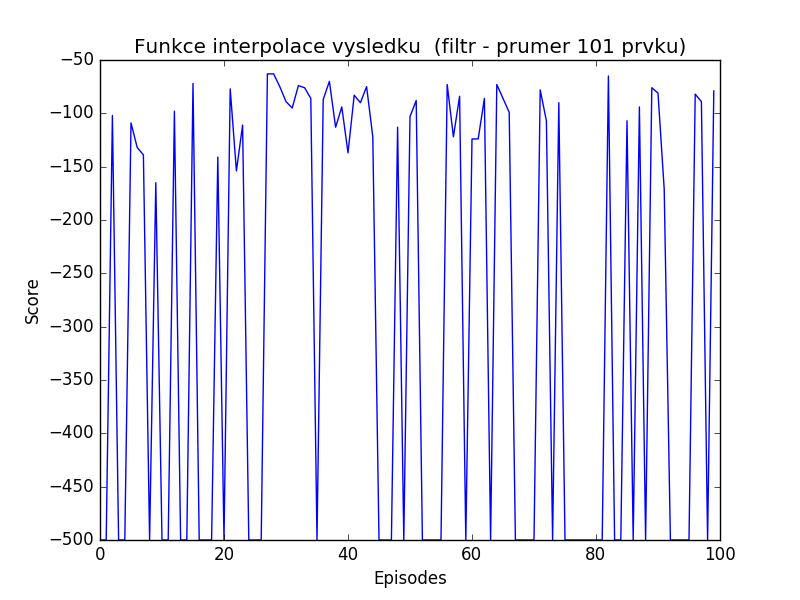 Funkce interpolace vysledku  (filtr - prumer 101 prvku)
−50
−100
−150
−200
−250
−300
−350
−400
−450
−500
Score
0 20 40 60 80 100
Episodes